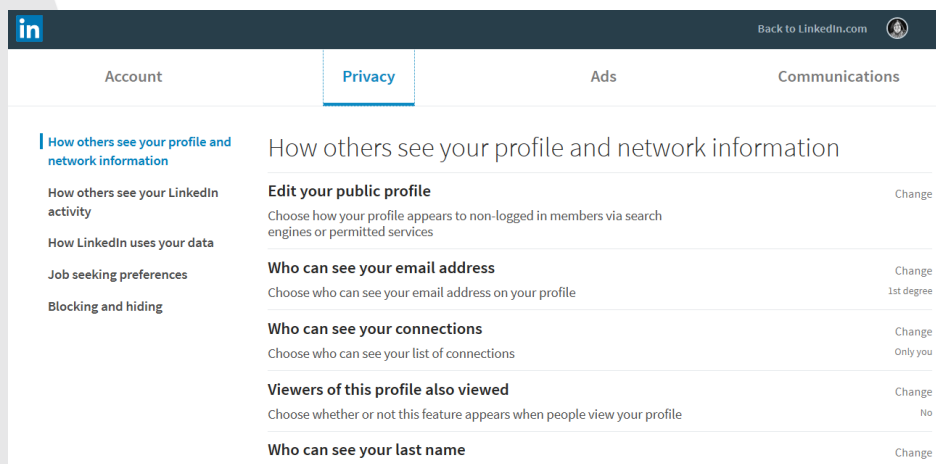 in
Back to LinkedIn.com
Account Privacy Ads Communications
How others see your profile and
network information
How others see your LinkedIn
activity
How LinkedIn uses your data
Job seeking preferences
Blocking and hiding
How others see your profile and network information
Edit your public profile Change
Choose how your profile appears to non-logged in members via search
engines or permitted services
Who can see your email address Change
Choose who can see your email address on your profile 1st degree
Who can see your connections Change
Choose who can see your list of connections Only you
Viewers of this profile also viewed Change
Choose whether or not this feature appears when people view your profile No
Who can see your last name Change